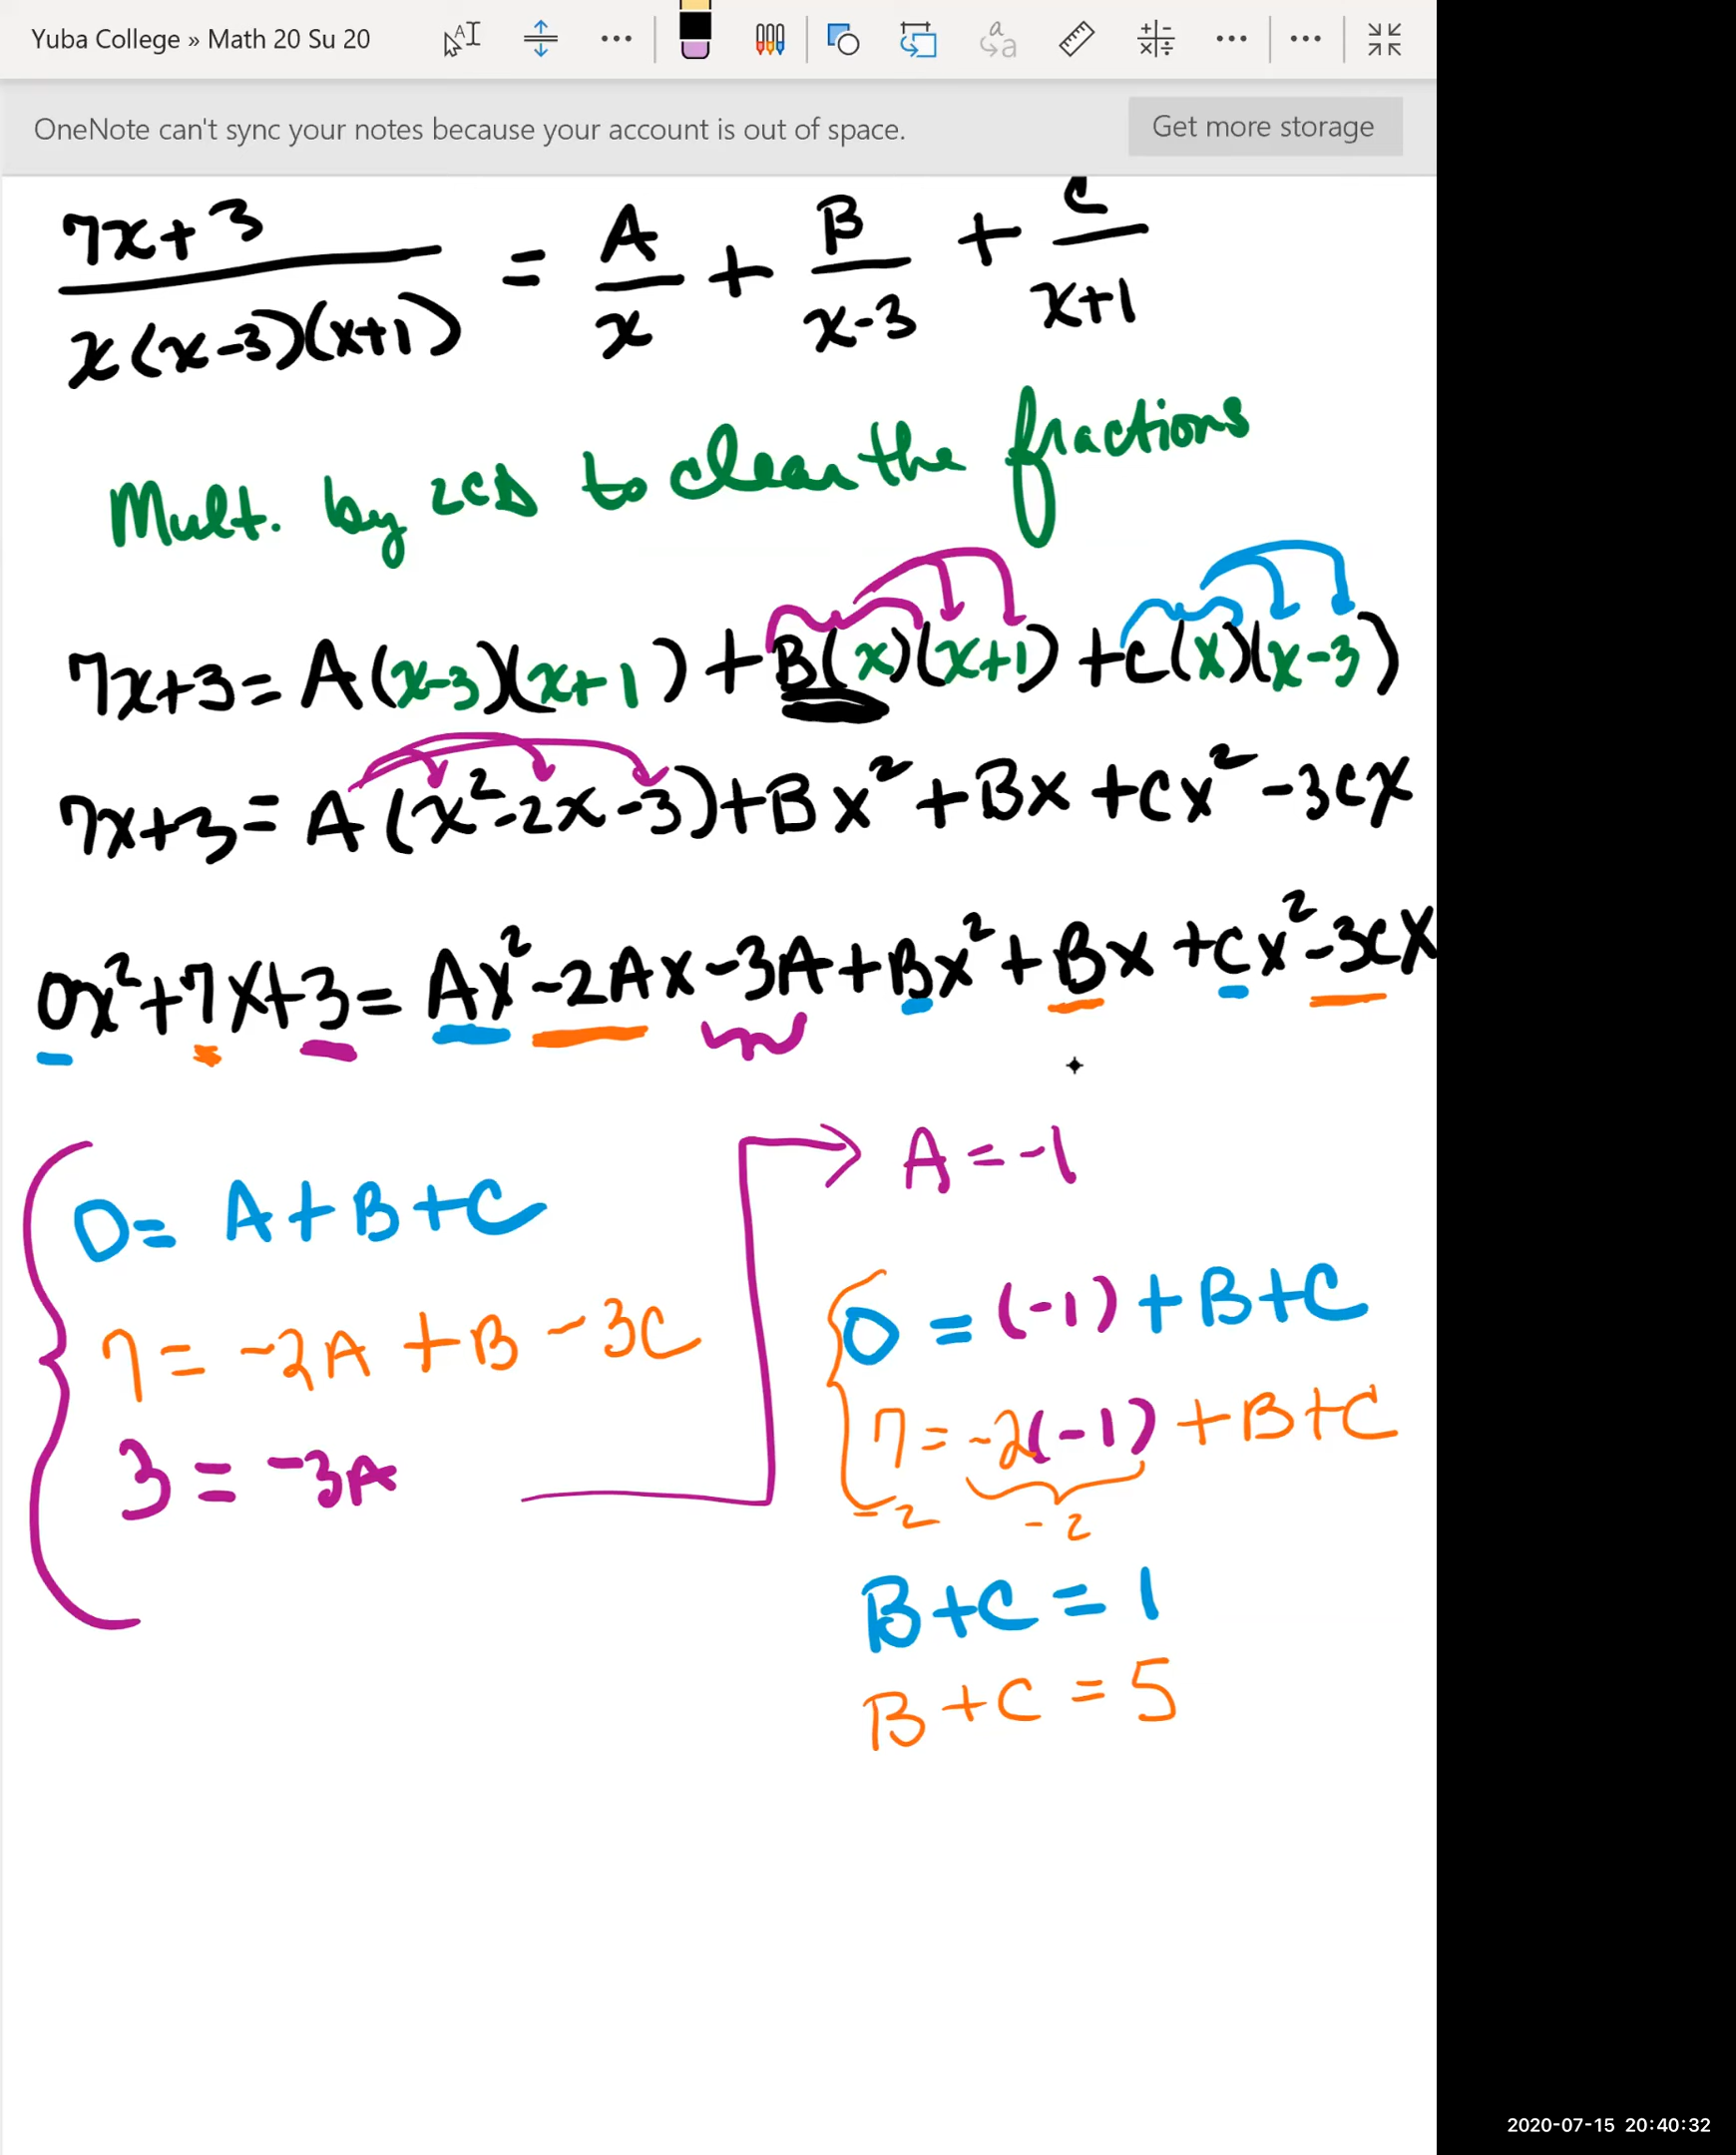 Yuba College » Math 20 Su 20
OneNote can't sync your notes because your account is out of space.
Get more storage
7x+3 / x(x-3)(x+1) = A/x + B/x-3 + C/x+1
Mult. by LCD to clear the fractions
7x+3 = A(x-3)(x+1) + B(x)(x+1) + C(x)(x-3)
7x+3 = A(x²-2x-3) + Bx² + Bx + Cx² - 3Cx
0x² + 7x + 3 = Ax² - 2Ax - 3A + Bx² + Bx + Cx² - 3Cx
0 = A + B + C
7 = -2A + B - 3C
3 = -3A
A = -1
0 = (-1) + B + C
7 = -2(-1) + B + C
-2 -2
B + C = 1
B + C = 5
2020-07-15 20:40:32